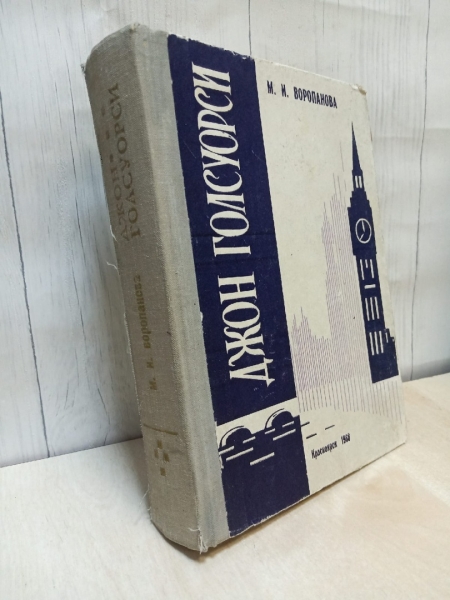 М. И. ВОРОПАНОВА
ДЖОН ГОЛСУОРСИ
Красноярск 1968
ДЖОН
ГОЛСУОРСИ
М. И. Воропанова